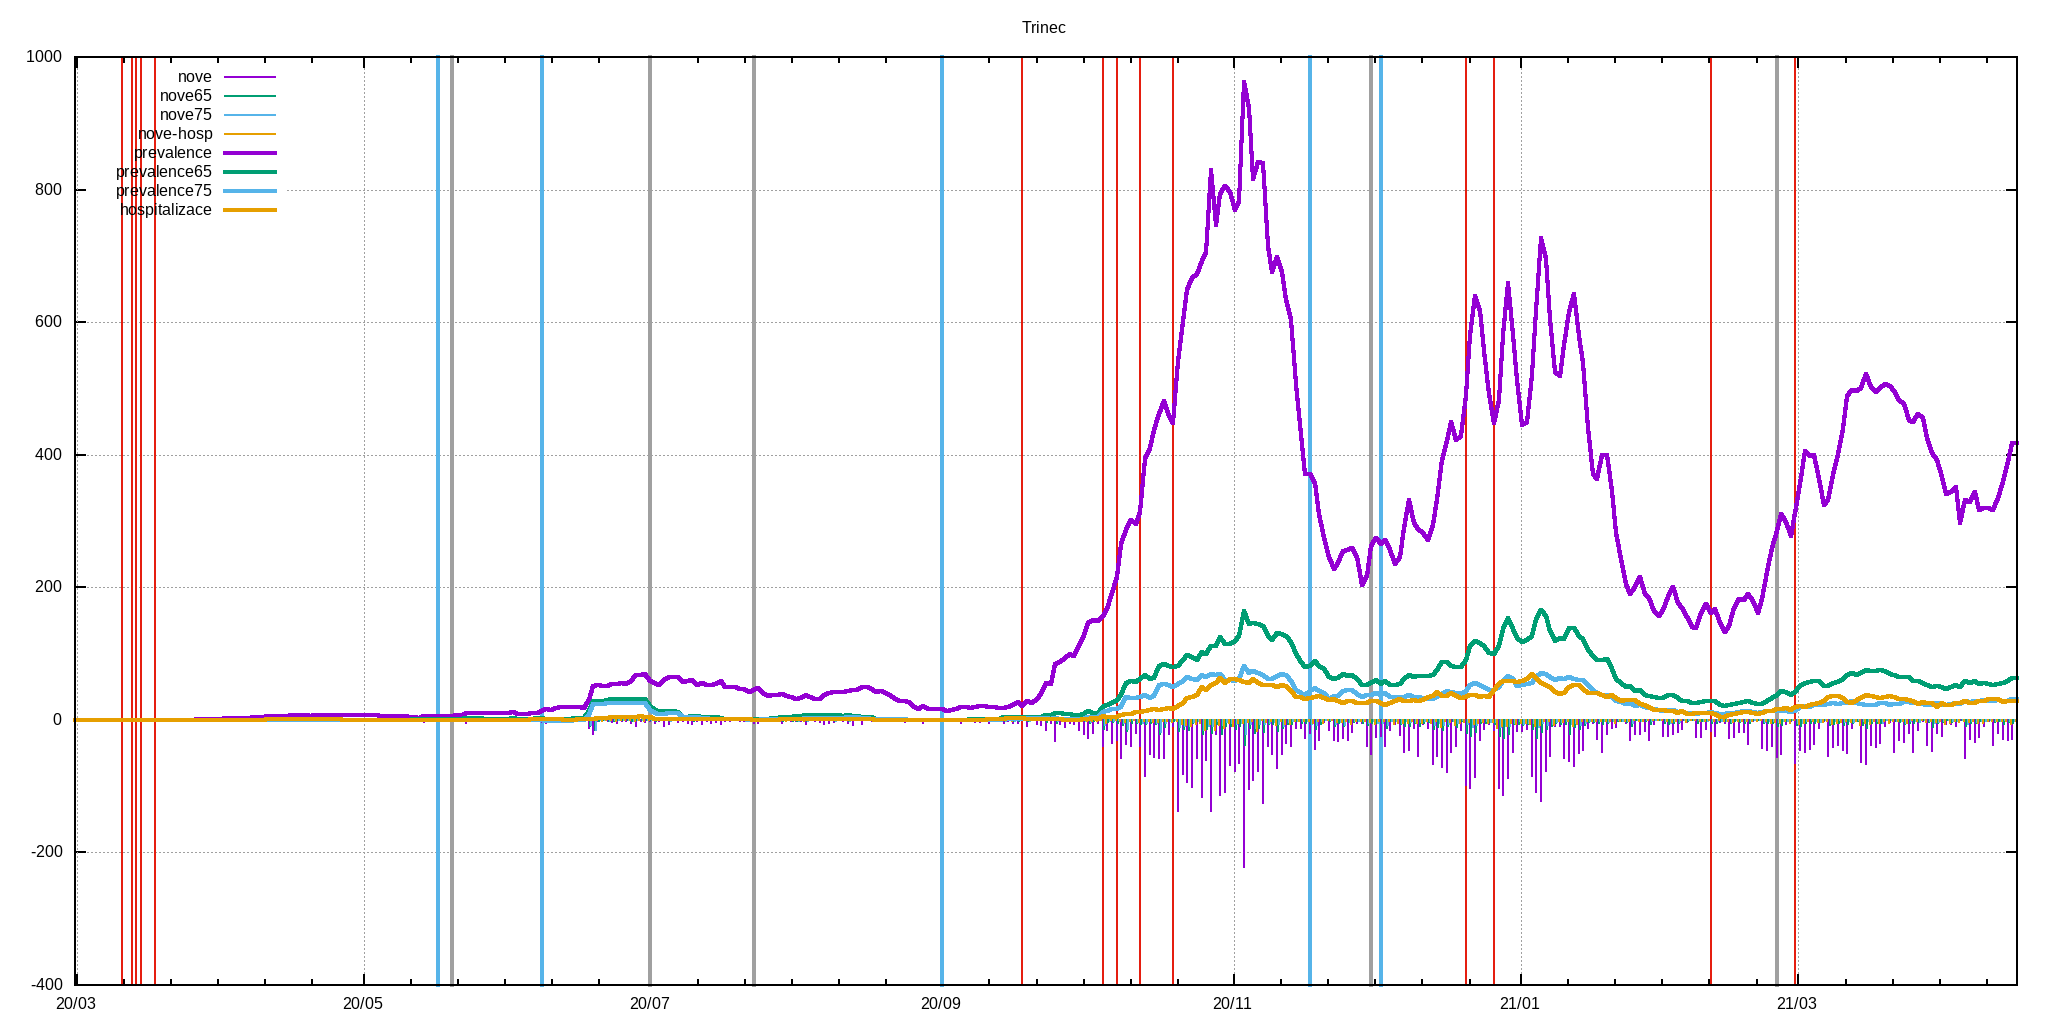 Trinec
1000
800
600
400
200
0
-200
-400
nove
nove65
nove75
nove-hosp
prevalence
prevalence65
prevalence75
hospitalizace
20/03
20/05
20/07
20/09
20/11
21/01
21/03